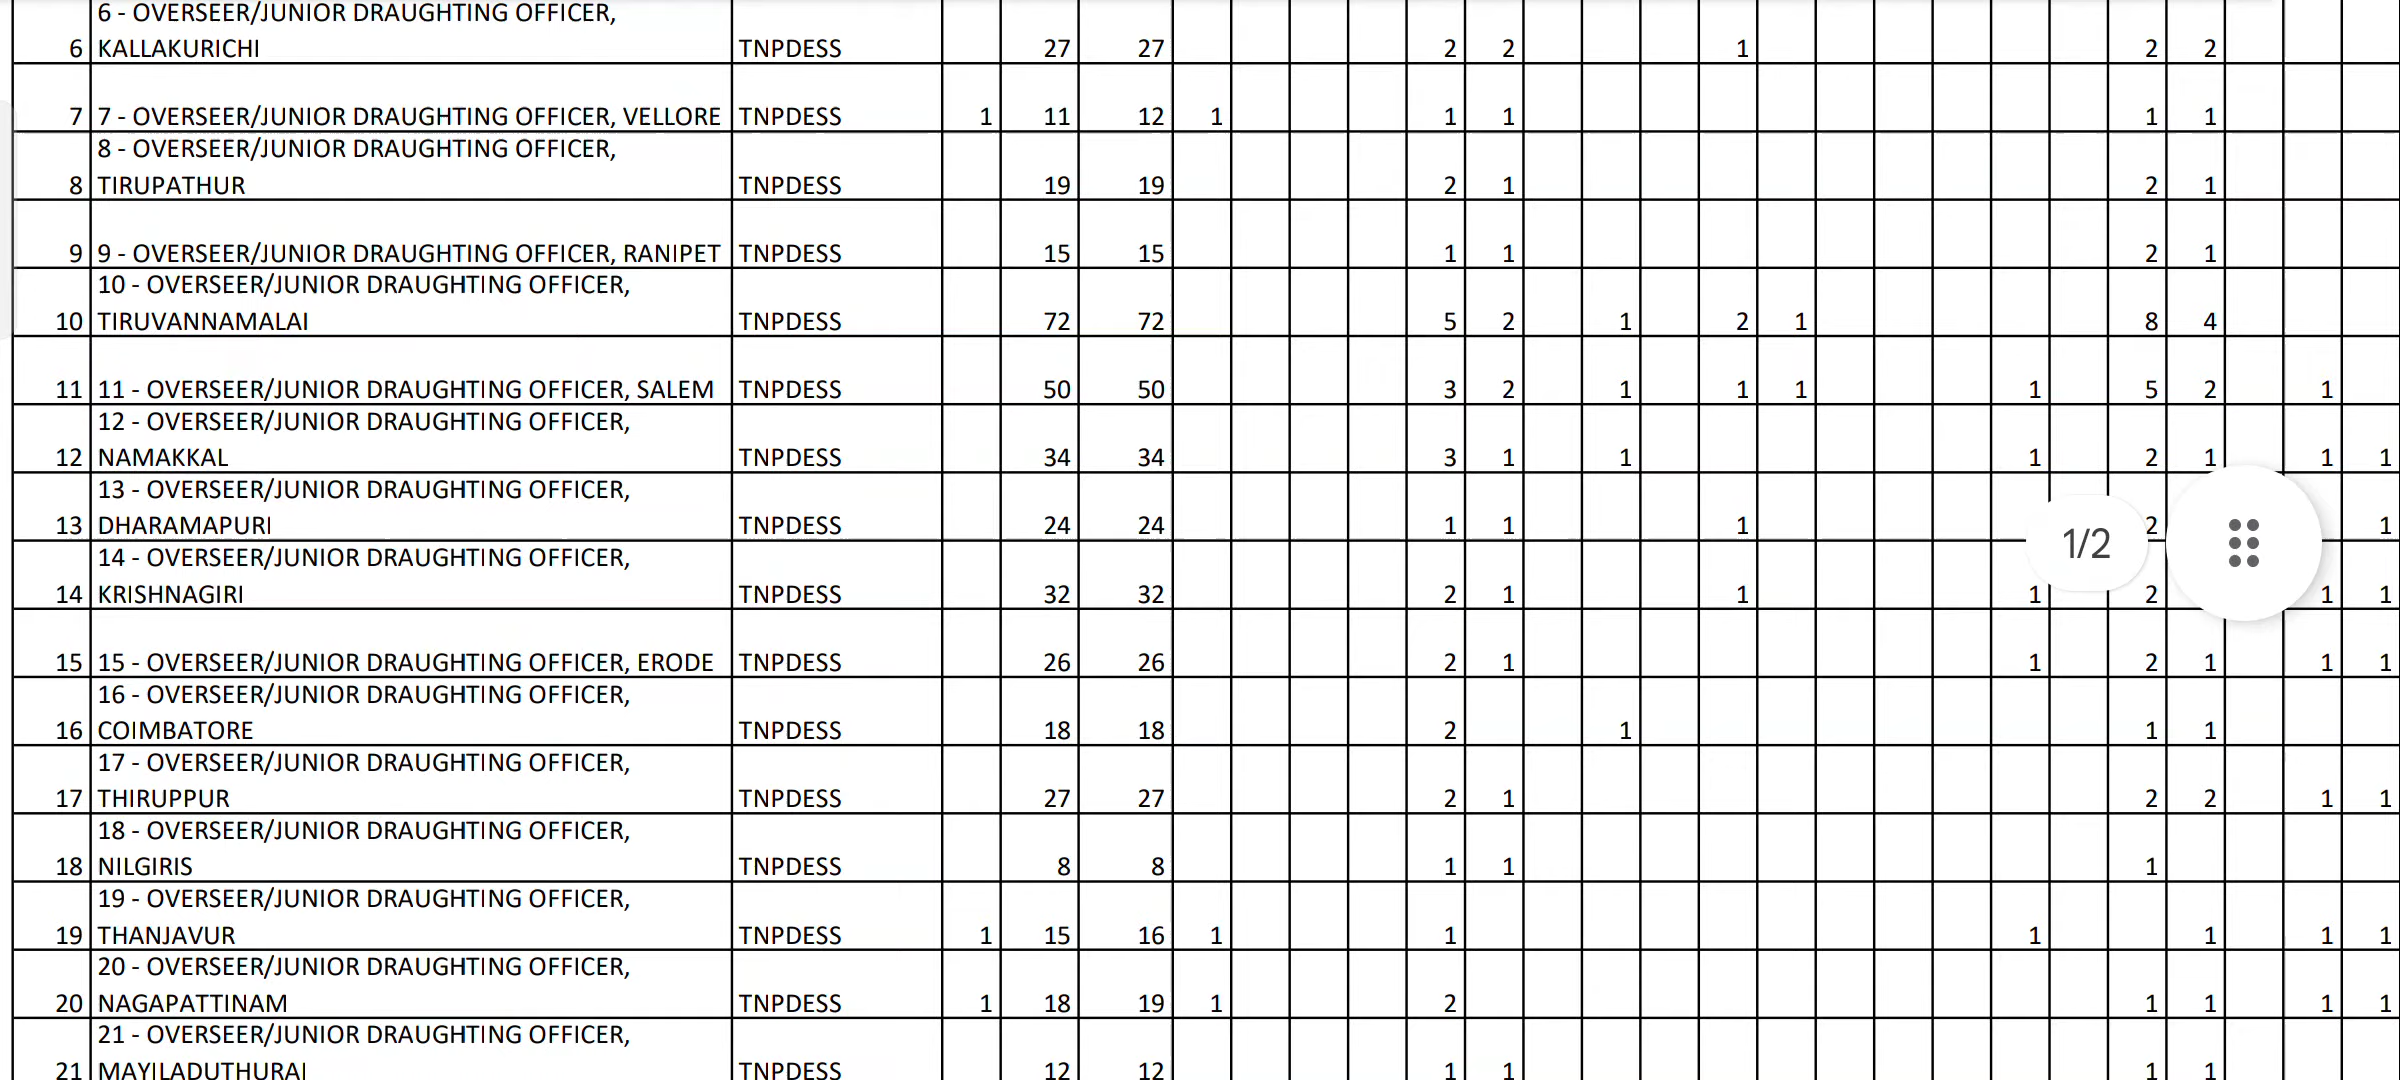 6 - OVERSEER/JUNIOR DRAUGHTING OFFICER,
6 KALLAKURICHI TNPDESS 27 27 2 2 1 2 2
7 7 - OVERSEER/JUNIOR DRAUGHTING OFFICER, VELLORE TNPDESS 1 11 12 1 1 1 1 1
8 - OVERSEER/JUNIOR DRAUGHTING OFFICER,
8 TIRUPATHUR TNPDESS 19 19 2 1 2 1
9 9 - OVERSEER/JUNIOR DRAUGHTING OFFICER, RANIPET TNPDESS 15 15 1 1 2 1
10 - OVERSEER/JUNIOR DRAUGHTING OFFICER,
10 TIRUVANNAMALAI TNPDESS 72 72 5 2 1 2 1 8 4
11 11 - OVERSEER/JUNIOR DRAUGHTING OFFICER, SALEM TNPDESS 50 50 3 2 1 1 1 1 5 2 1
12 - OVERSEER/JUNIOR DRAUGHTING OFFICER,
12 NAMAKKAL TNPDESS 34 34 3 1 1 1 2 1 1 1
13 - OVERSEER/JUNIOR DRAUGHTING OFFICER,
13 DHARAMAPURI TNPDESS 24 24 1 1 1 2 1
1/2
14 - OVERSEER/JUNIOR DRAUGHTING OFFICER,
14 KRISHNAGIRI TNPDESS 32 32 2 1 1 1 2 1 1
15 15 - OVERSEER/JUNIOR DRAUGHTING OFFICER, ERODE TNPDESS 26 26 2 1 1 2 1 1 1
16 - OVERSEER/JUNIOR DRAUGHTING OFFICER,
16 COIMBATORE TNPDESS 18 18 2 1 1 1
17 - OVERSEER/JUNIOR DRAUGHTING OFFICER,
17 THIRUPPUR TNPDESS 27 27 2 1 2 2 1 1
18 - OVERSEER/JUNIOR DRAUGHTING OFFICER,
18 NILGIRIS TNPDESS 8 8 1 1 1
19 - OVERSEER/JUNIOR DRAUGHTING OFFICER,
19 THANJAVUR TNPDESS 1 15 16 1 1 1 1 1 1
20 - OVERSEER/JUNIOR DRAUGHTING OFFICER,
20 NAGAPATTINAM TNPDESS 1 18 19 1 2 1 1 1 1
21 - OVERSEER/JUNIOR DRAUGHTING OFFICER,
21 MAYILADUTHURAI TNPDESS 12 12 1 1 1 1